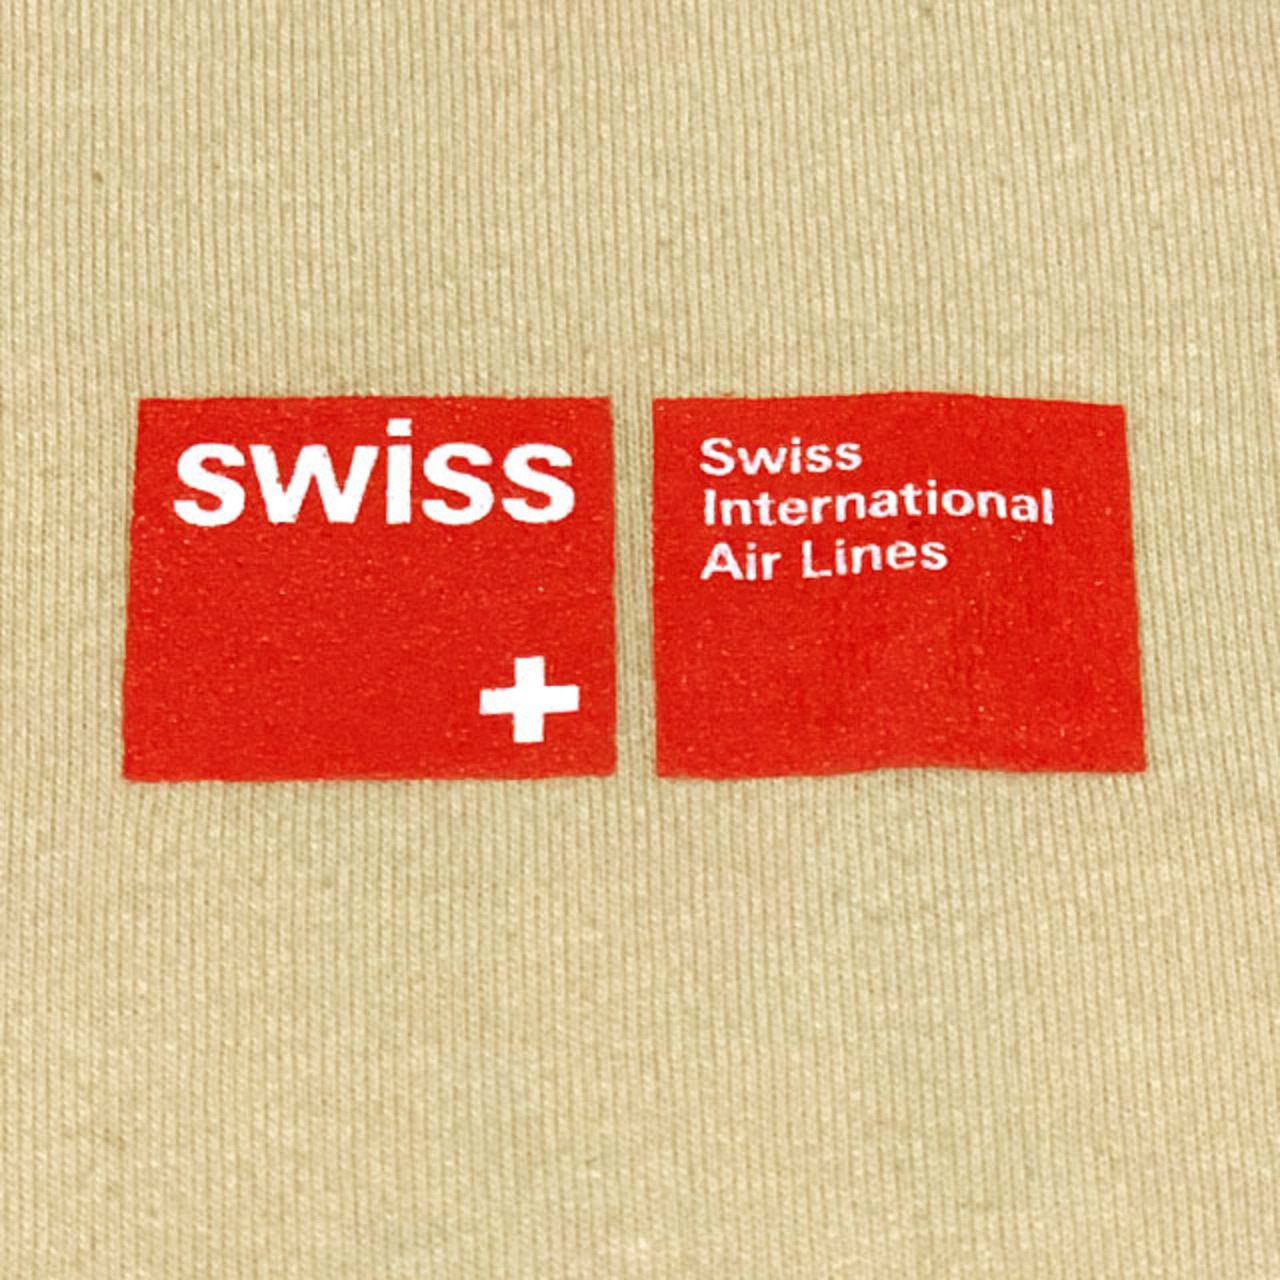 swiss
Swiss
International
Air Lines